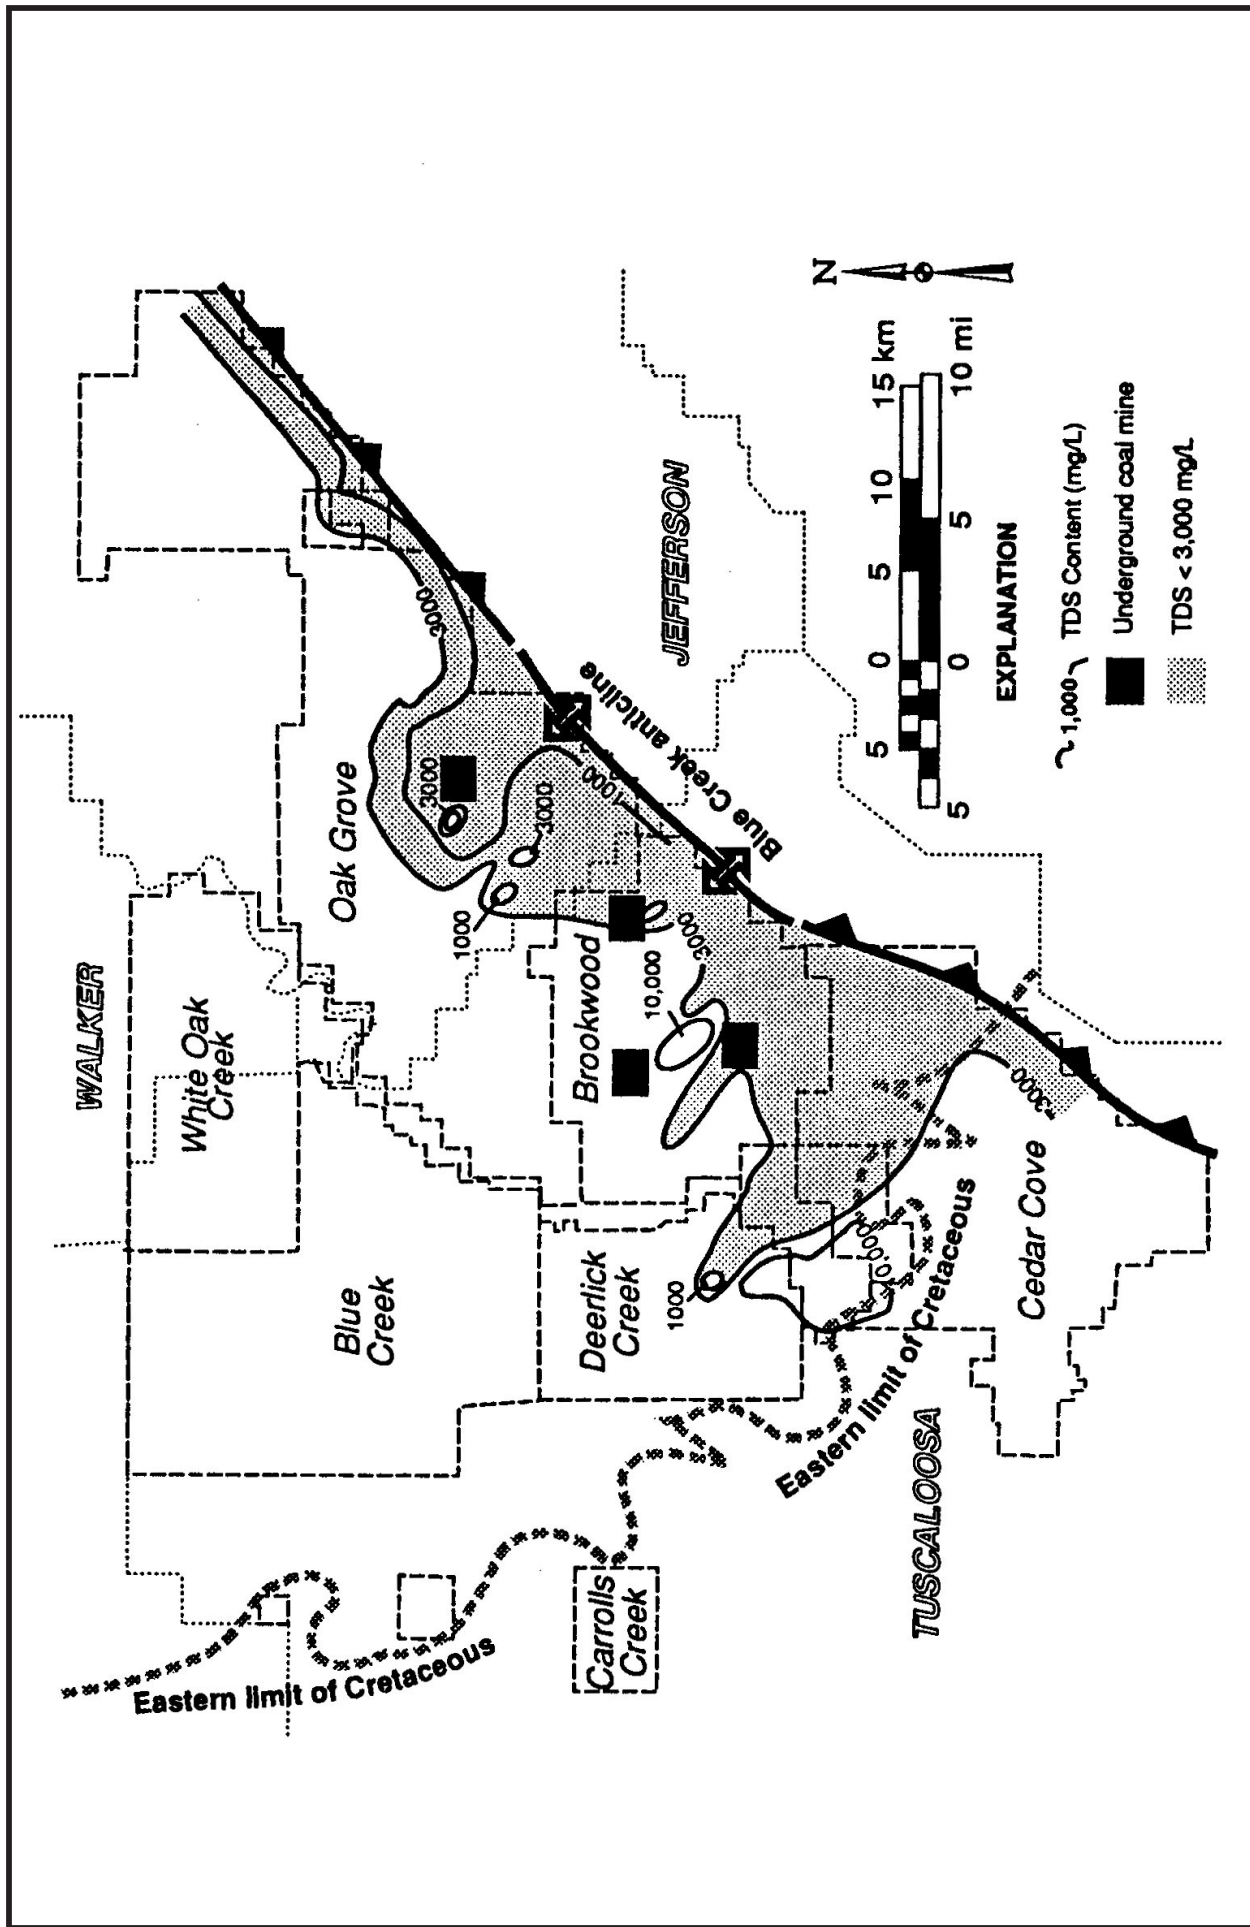 WALKER
White Oak
Creek
Oak Grove
Blue
Creek
3000
3000
3000
1000
1000
Brookwood
10,000
3000
Deerlick
Creek
1000
Carrolls
Creek
Eastern limit of Cretaceous
Eastern limit of Cretaceous
Blue Creek anticline
JEFFERSON
≈3000
Cedar Cove
TUSCALOOSA
N
5 0 5 10 15 km
5 0 5 10 mi
EXPLANATION
1,000 TDS Content (mg/L)
Underground coal mine
TDS < 3,000 mg/L